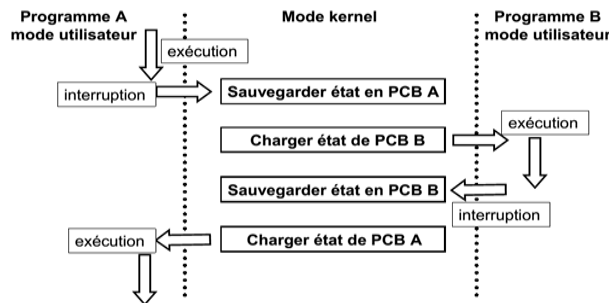 Programme A
mode utilisateur
Mode kernel
Programme B
mode utilisateur
exécution
interruption
Sauvegarder état en PCB A
Charger état de PCB B
exécution
Sauvegarder état en PCB B
interruption
exécution
Charger état de PCB A